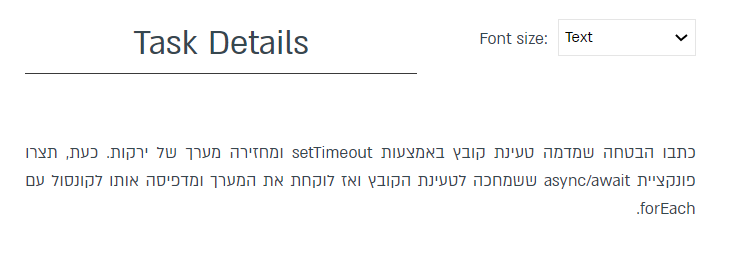 Task Details
Font size: Text
כתבו הבטחה שמדמה טעינת קובץ באמצעות setTimeout ומחזירה מערך של ירקות. כעת, תצרו
פונקציית async/await ששמחכה לטעינת הקובץ ואז לוקחת את המערך ומדפיסה אותו לקונסול עם
forEach.